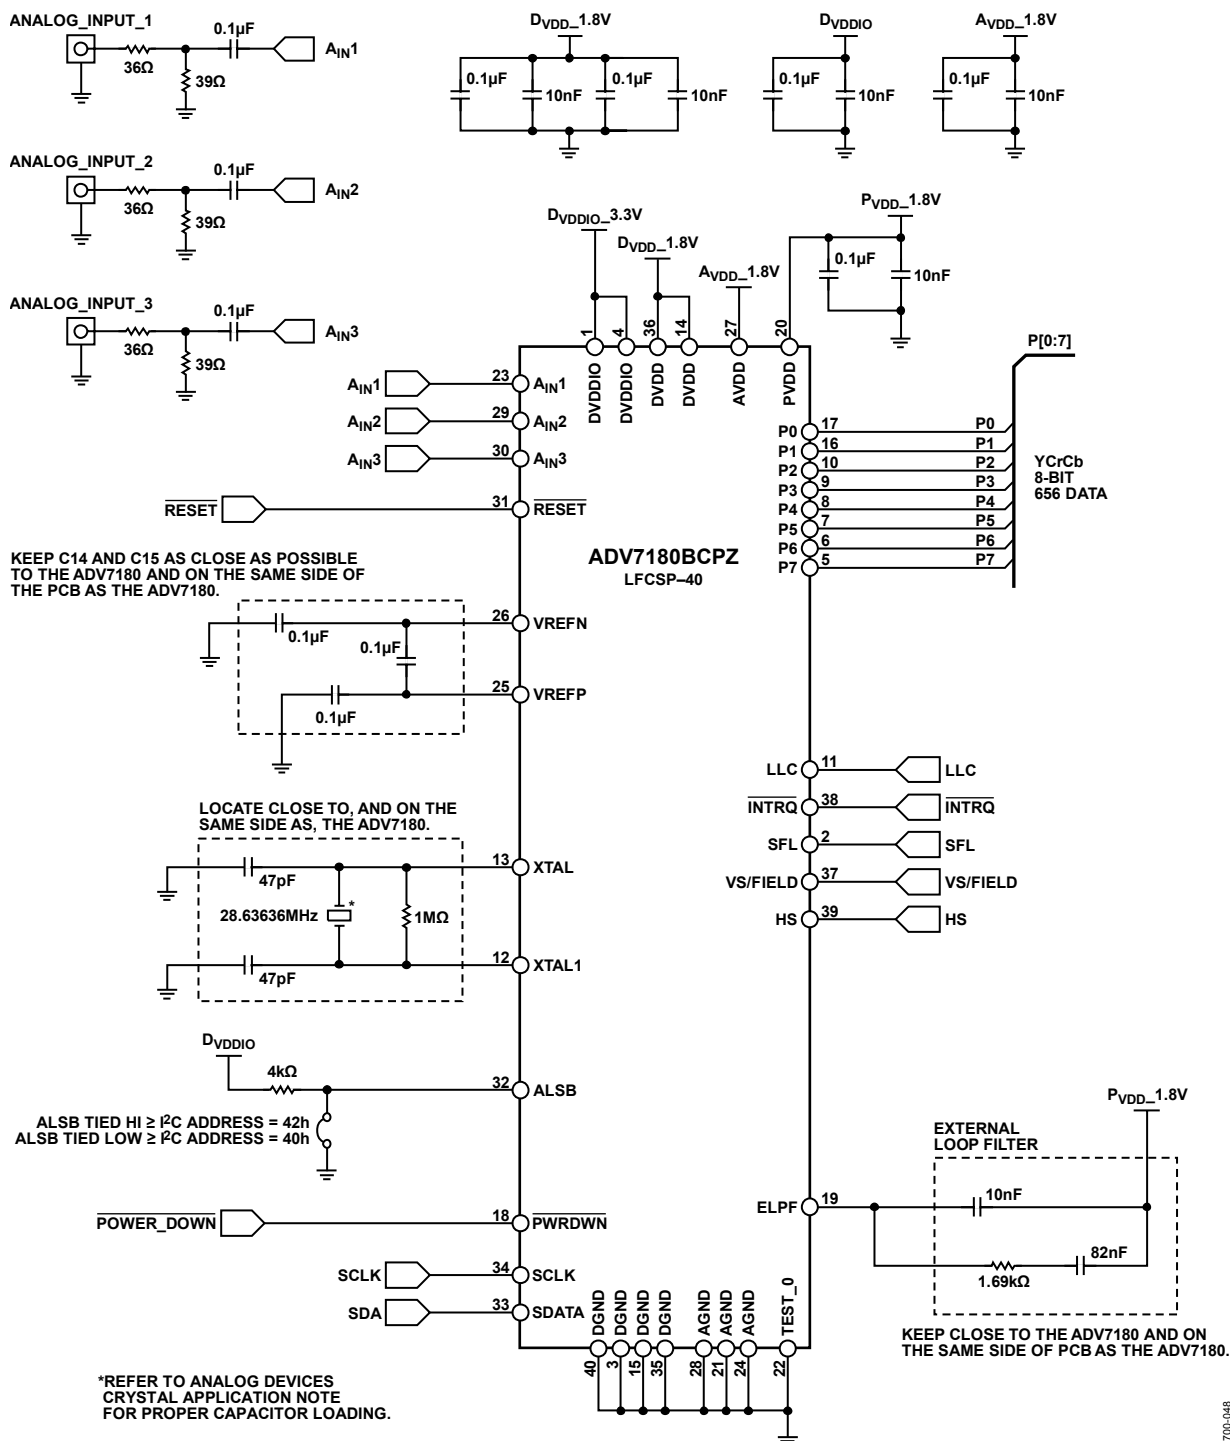 ANALOG_INPUT_1
0.1µF
AIN1
36Ω
39Ω
DVDD_1.8V
0.1µF
10nF
0.1µF
10nF
DVDDIO
0.1µF
10nF
AVDD_1.8V
0.1µF
10nF
ANALOG_INPUT_2
0.1µF
AIN2
36Ω
39Ω
ANALOG_INPUT_3
0.1µF
AIN3
36Ω
39Ω
DVDDIO_3.3V
DVDD_1.8V
AVDD_1.8V
PVDD_1.8V
0.1µF
10nF
1
4
36
14
27
20
DVDDIO
DVDDIO
DVDD
DVDD
AVDD
PVDD
AIN1
23
AIN1
AIN2
29
AIN2
AIN3
30
AIN3
RESET
31
RESET
P[0:7]
P0
17
P0
P1
16
P1
P2
10
P2
P3
9
P3
P4
8
P4
P5
7
P5
P6
6
P6
P7
5
P7
YCrCb
8-BIT
656 DATA
ADV7180BCPZ
LFCSP–40
KEEP C14 AND C15 AS CLOSE AS POSSIBLE
TO THE ADV7180 AND ON THE SAME SIDE OF
THE PCB AS THE ADV7180.
26
VREFN
0.1µF
0.1µF
25
VREFP
0.1µF
LLC
11
LLC
INTRQ
38
INTRQ
SFL
2
SFL
VS/FIELD
37
VS/FIELD
HS
39
HS
LOCATE CLOSE TO, AND ON THE
SAME SIDE AS, THE ADV7180.
13
XTAL
47pF
28.63636MHz
*
1MΩ
12
XTAL1
47pF
DVDDIO
4kΩ
32
ALSB
ALSB TIED HI ≥ I2C ADDRESS = 42h
ALSB TIED LOW ≥ I2C ADDRESS = 40h
PVDD_1.8V
EXTERNAL
LOOP FILTER
ELPF
19
10nF
82nF
1.69kΩ
KEEP CLOSE TO THE ADV7180 AND ON
THE SAME SIDE OF PCB AS THE ADV7180.
POWER_DOWN
18
PWRDWN
SCLK
34
SCLK
SDA
33
SDATA
DGND
DGND
DGND
DGND
AGND
AGND
AGND
TEST_0
40
3
15
35
28
21
24
22
*REFER TO ANALOG DEVICES
CRYSTAL APPLICATION NOTE
FOR PROPER CAPACITOR LOADING.